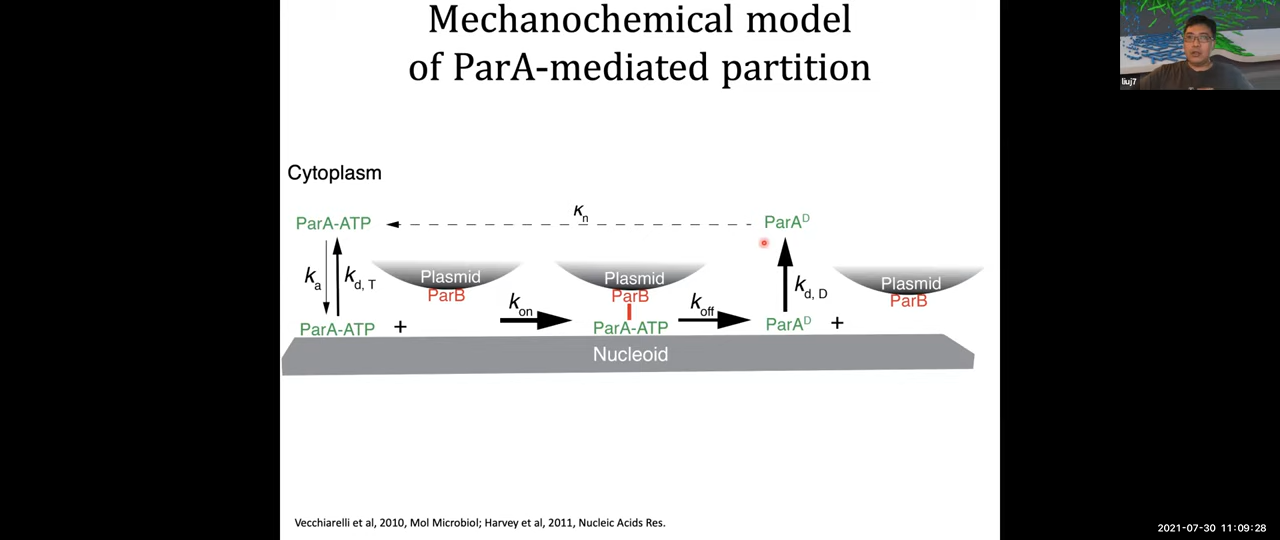 Mechanochemical model
of ParA-mediated partition
liuj7
Cytoplasm
ParA-ATP
κn
ParAD
ka
kd, T
Plasmid
ParB
kon
Plasmid
ParB
koff
kd, D
Plasmid
ParB
ParA-ATP +
ParA-ATP
ParAD +
Nucleoid
Vecchiarelli et al, 2010, Mol Microbiol; Harvey et al, 2011, Nucleic Acids Res.
2021-07-30 11:09:28